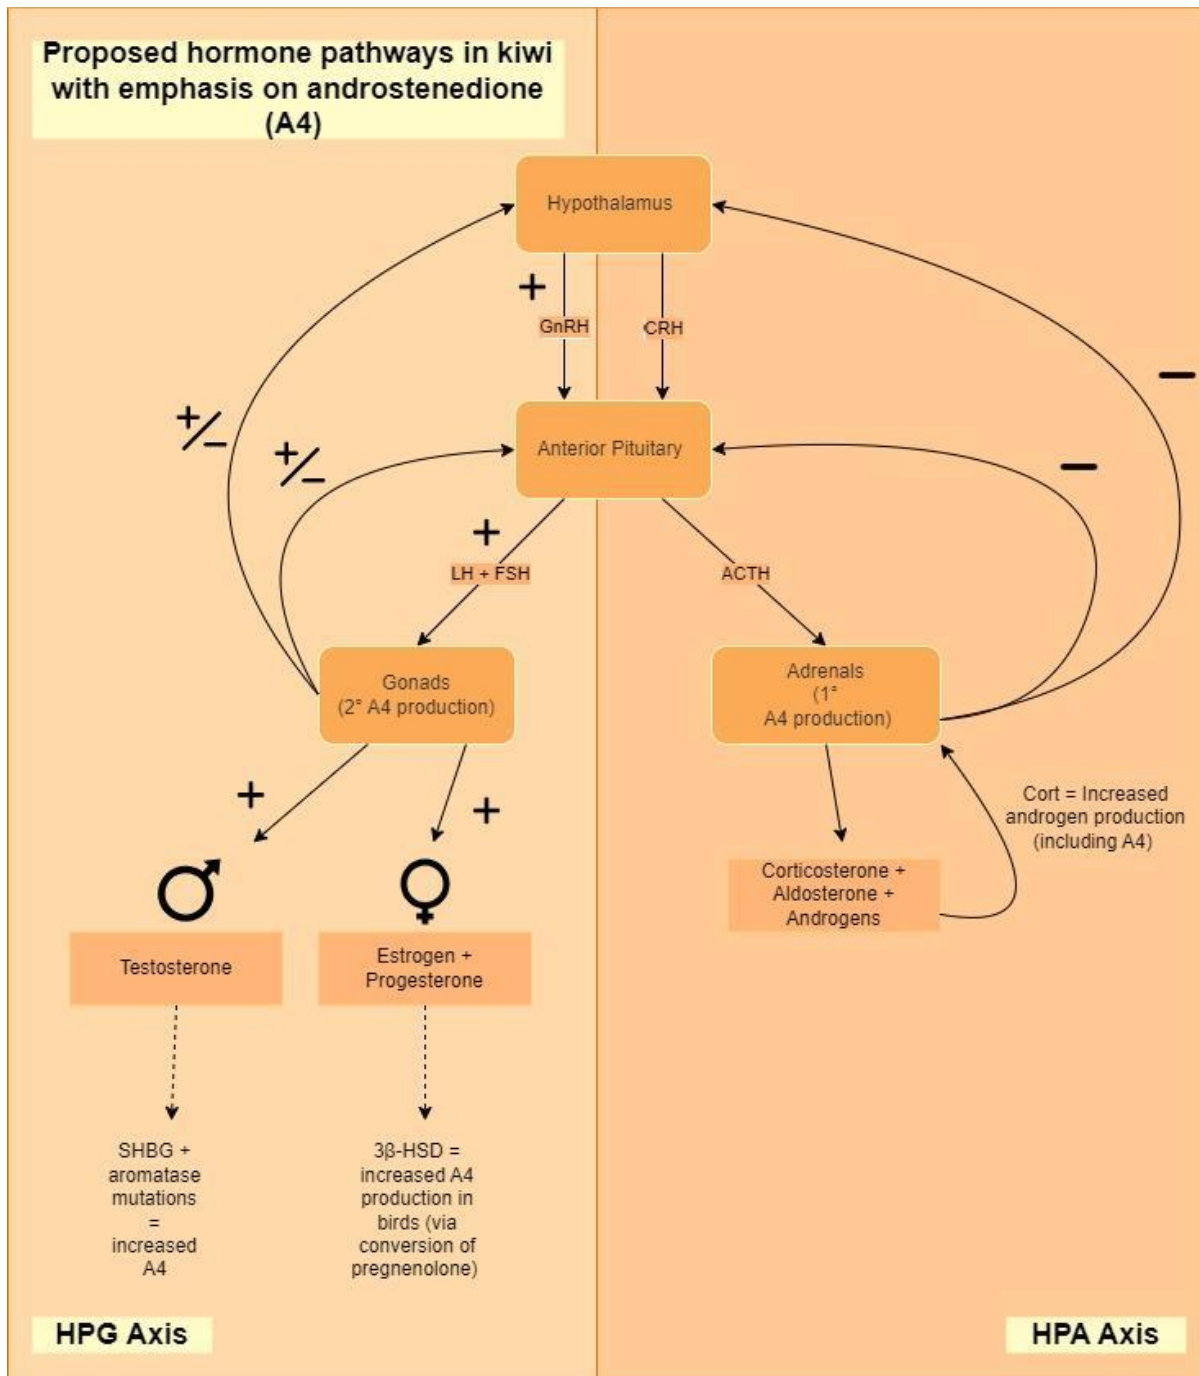 Proposed hormone pathways in kiwi
with emphasis on androstenedione
(A4)
Hypothalamus
+
GnRH
CRH
+/−
+/−
−
−
Anterior Pituitary
+
LH + FSH
ACTH
Gonads
(2° A4 production)
Adrenals
(1°
A4 production)
+
+
Cort = Increased
androgen production
(including A4)
♂
♀
Corticosterone +
Aldosterone +
Androgens
Testosterone
Estrogen +
Progesterone
SHBG +
aromatase
mutations
=
increased
A4
3β-HSD =
increased A4
production in
birds (via
conversion of
pregnenolone)
HPG Axis
HPA Axis